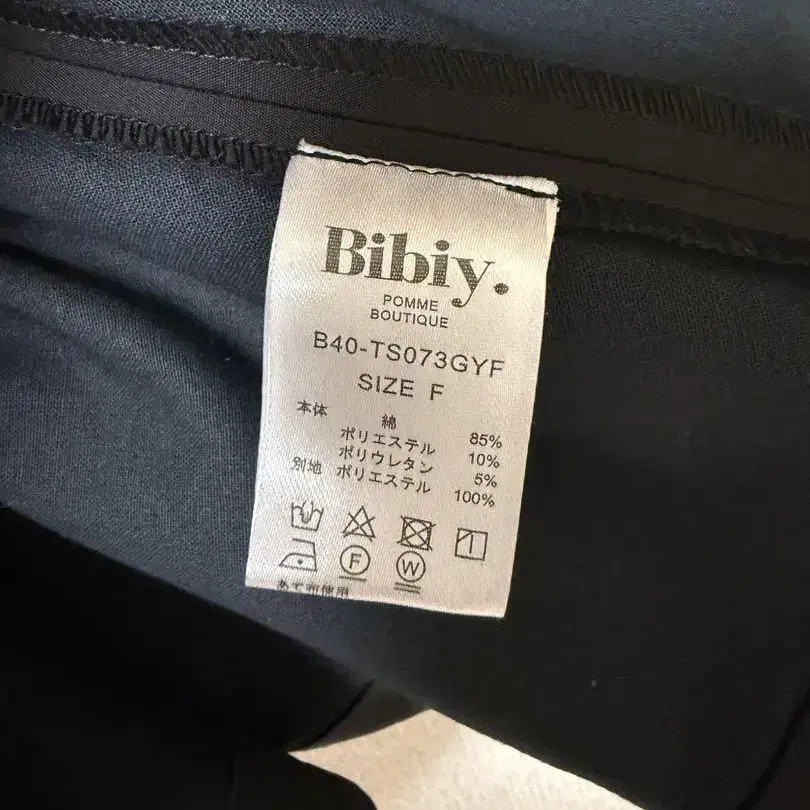 Bibiy.
POMME
BOUTIQUE
B40-TS073GYF
SIZE F
本体 綿 85%
ポリエステル 10%
ポリウレタン 5%
別地 ポリエステル 100%
F W
あて布使用